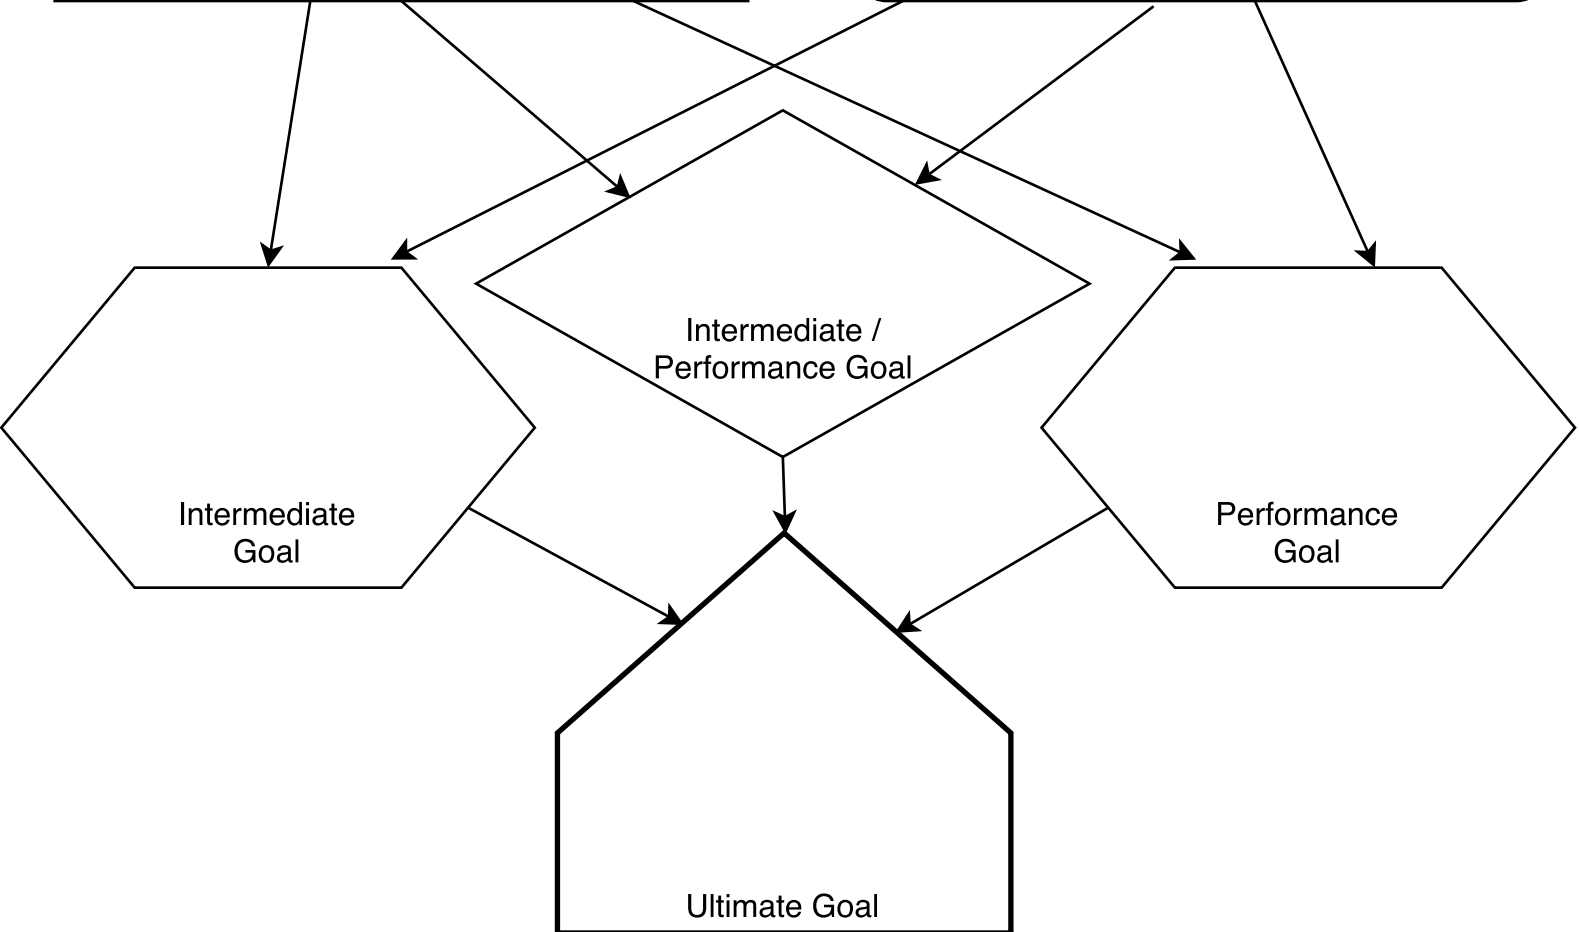 Intermediate /
Performance Goal
Intermediate
Goal
Performance
Goal
Ultimate Goal